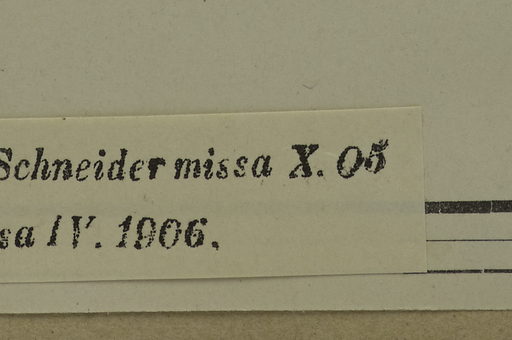 Schneider missa X. 05
sa IV. 1906.